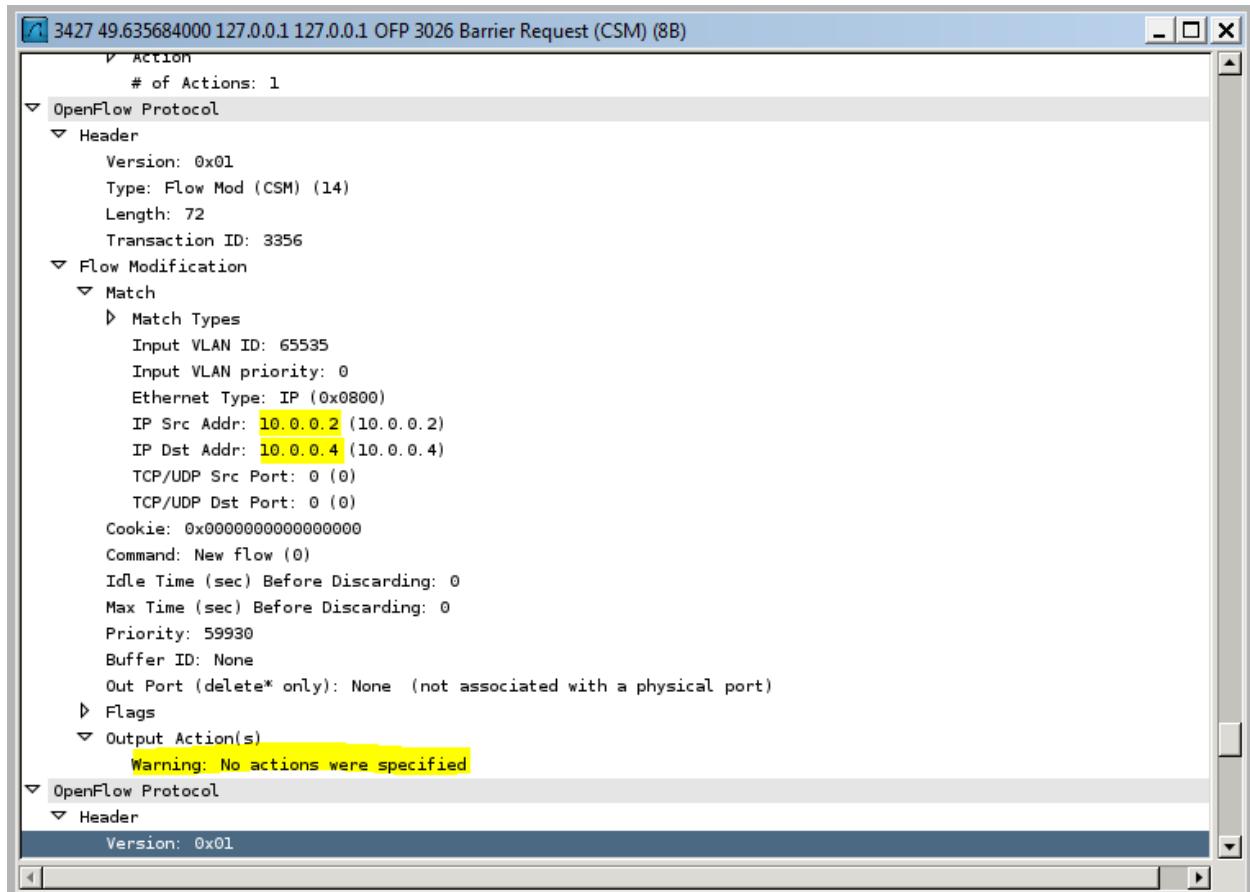 3427 49.635684000 127.0.0.1 127.0.0.1 OFP 3026 Barrier Request (CSM) (8B)
Action
# of Actions: 1
OpenFlow Protocol
Header
Version: 0x01
Type: Flow Mod (CSM) (14)
Length: 72
Transaction ID: 3356
Flow Modification
Match
Match Types
Input VLAN ID: 65535
Input VLAN priority: 0
Ethernet Type: IP (0x0800)
IP Src Addr: 10.0.0.2 (10.0.0.2)
IP Dst Addr: 10.0.0.4 (10.0.0.4)
TCP/UDP Src Port: 0 (0)
TCP/UDP Dst Port: 0 (0)
Cookie: 0x0000000000000000
Command: New flow (0)
Idle Time (sec) Before Discarding: 0
Max Time (sec) Before Discarding: 0
Priority: 59930
Buffer ID: None
Out Port (delete* only): None  (not associated with a physical port)
Flags
Output Action(s)
Warning: No actions were specified
OpenFlow Protocol
Header
Version: 0x01